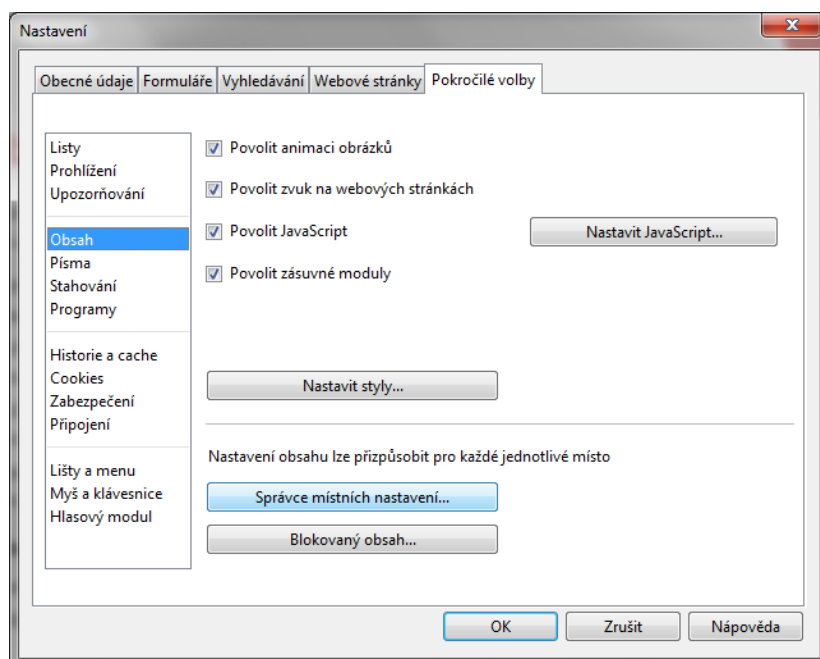 Nastavení
Obecné údaje
Formuláře
Vyhledávání
Webové stránky
Pokročilé volby
Listy
Prohlížení
Upozorňování
Obsah
Písma
Stahování
Programy
Historie a cache
Cookies
Zabezpečení
Připojení
Lišty a menu
Myš a klávesnice
Hlasový modul
Povolit animaci obrázků
Povolit zvuk na webových stránkách
Povolit JavaScript
Nastavit JavaScript...
Povolit zásuvné moduly
Nastavit styly...
Nastavení obsahu lze přizpůsobit pro každé jednotlivé místo
Správce místních nastavení...
Blokovaný obsah...
OK
Zrušit
Nápověda